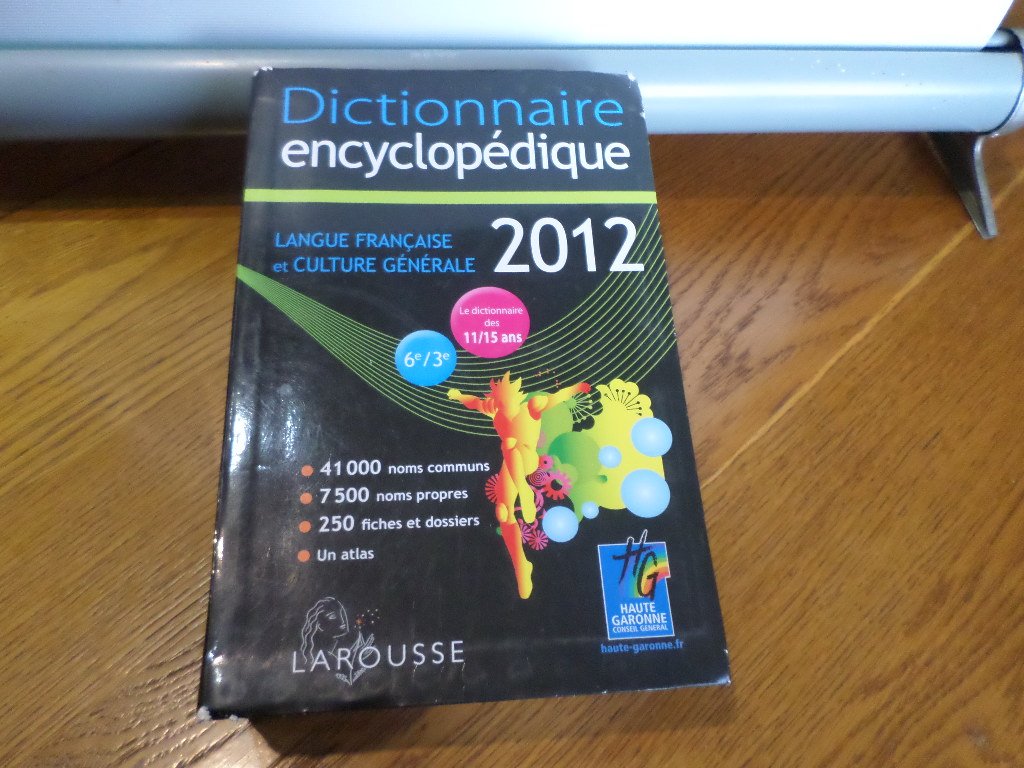 Dictionnaire
encyclopédique
LANGUE FRANÇAISE
et CULTURE GÉNÉRALE
2012
Le dictionnaire
des
11/15 ans
6e/3e
41 000 noms communs
7 500 noms propres
250 fiches et dossiers
Un atlas
LAROUSSE
HG
HAUTE
GARONNE
CONSEIL GENERAL
haute-garonne.fr